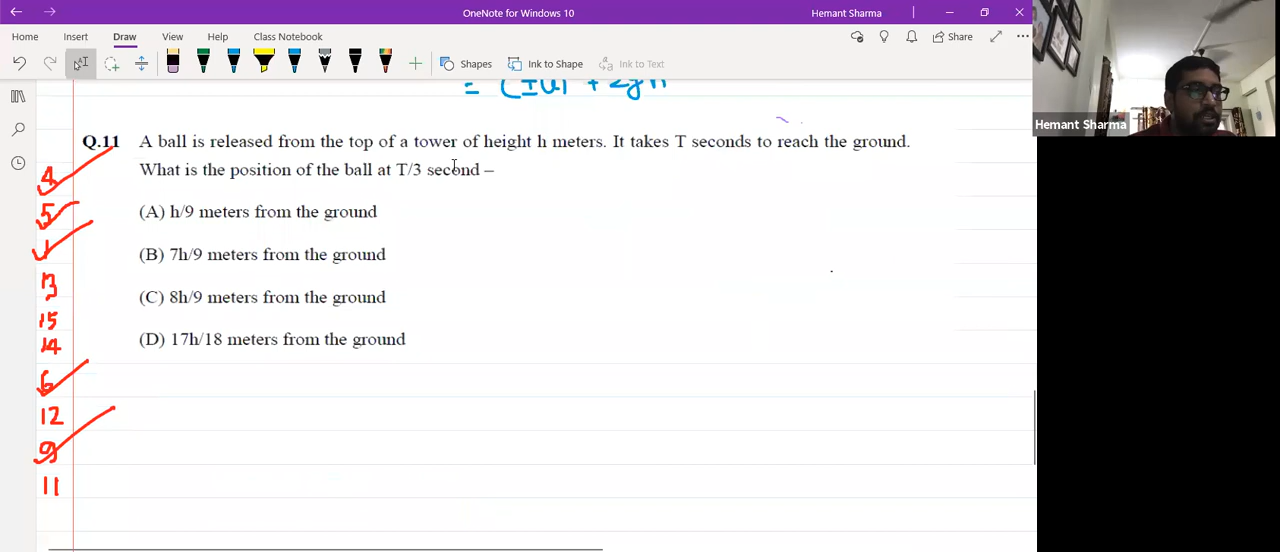 OneNote for Windows 10
Hemant Sharma
Home Insert Draw View Help Class Notebook
Share
Shapes Ink to Shape Ink to Text
Hemant Sharma
Q.11 A ball is released from the top of a tower of height h meters. It takes T seconds to reach the ground.
What is the position of the ball at T/3 second –
(A) h/9 meters from the ground
(B) 7h/9 meters from the ground
(C) 8h/9 meters from the ground
(D) 17h/18 meters from the ground
4
5
1
13
15
14
6
12
9
11